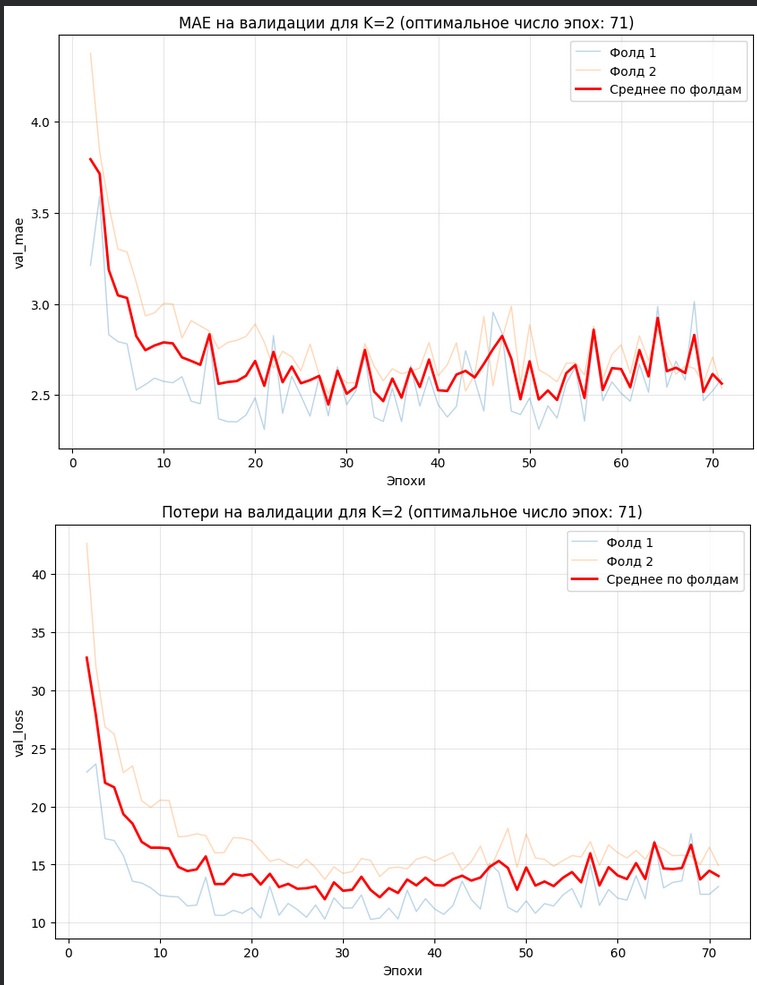 MAE на валидации для K=2 (оптимальное число эпох: 71)
Фолд 1
Фолд 2
Среднее по фолдам
val_mae
4.0
3.5
3.0
2.5
0 10 20 30 40 50 60 70
Эпохи
Потери на валидации для K=2 (оптимальное число эпох: 71)
Фолд 1
Фолд 2
Среднее по фолдам
val_loss
40
35
30
25
20
15
10
0 10 20 30 40 50 60 70
Эпохи